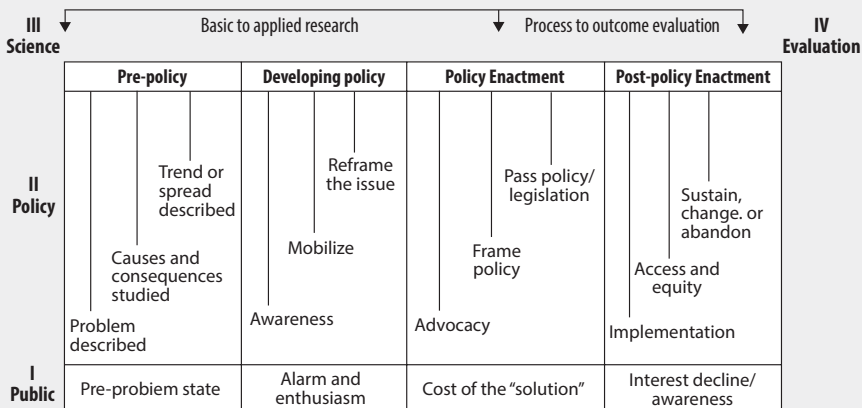 III
Science
Basic to applied research
Process to outcome evaluation
IV
Evaluation
Pre-policy
Developing policy
Policy Enactment
Post-policy Enactment
II
Policy
Trend or
spread
described
Causes and
consequences
studied
Problem
described
Reframe
the issue
Mobilize
Awareness
Pass policy/
legislation
Frame
policy
Advocacy
Sustain,
change. or
abandon
Access and
equity
Implementation
I
Public
Pre-probiem state
Alarm and
enthusiasm
Cost of the “solution”
Interest decline/
awareness